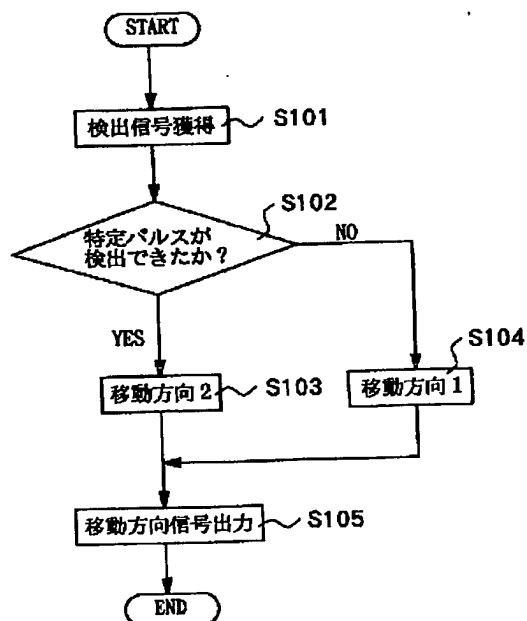 START
検出信号獲得
S101
特定パルスが
検出できたか？
S102
NO
YES
移動方向2
S103
移動方向1
S104
移動方向信号出力
S105
END